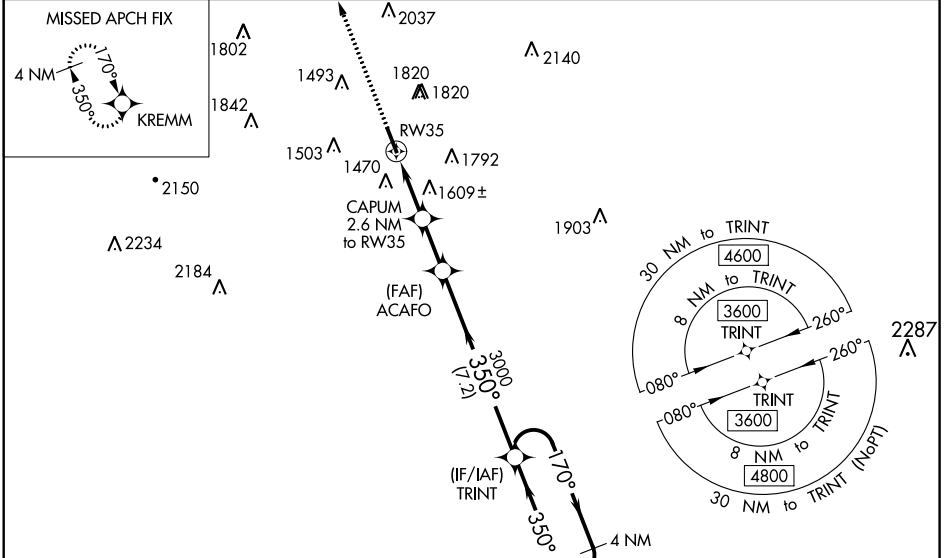 MISSED APCH FIX
4 NM
170°
350°
KREMM
1802
1842
2037
2140
1493
1820
1820
RW35
1503
1470
1792
1609±
2150
CAPUM
2.6 NM
to RW35
1903
2234
2184
(FAF)
ACAFO
3000
350°
(7.2)
(IF/IAF)
TRINT
170°
350°
4 NM
30 NM to TRINT
4600
8 NM to TRINT
3600
TRINT
260°
080°
2287
260°
080°
TRINT
3600
8 NM to TRINT
4800
30 NM to TRINT (NoPT)